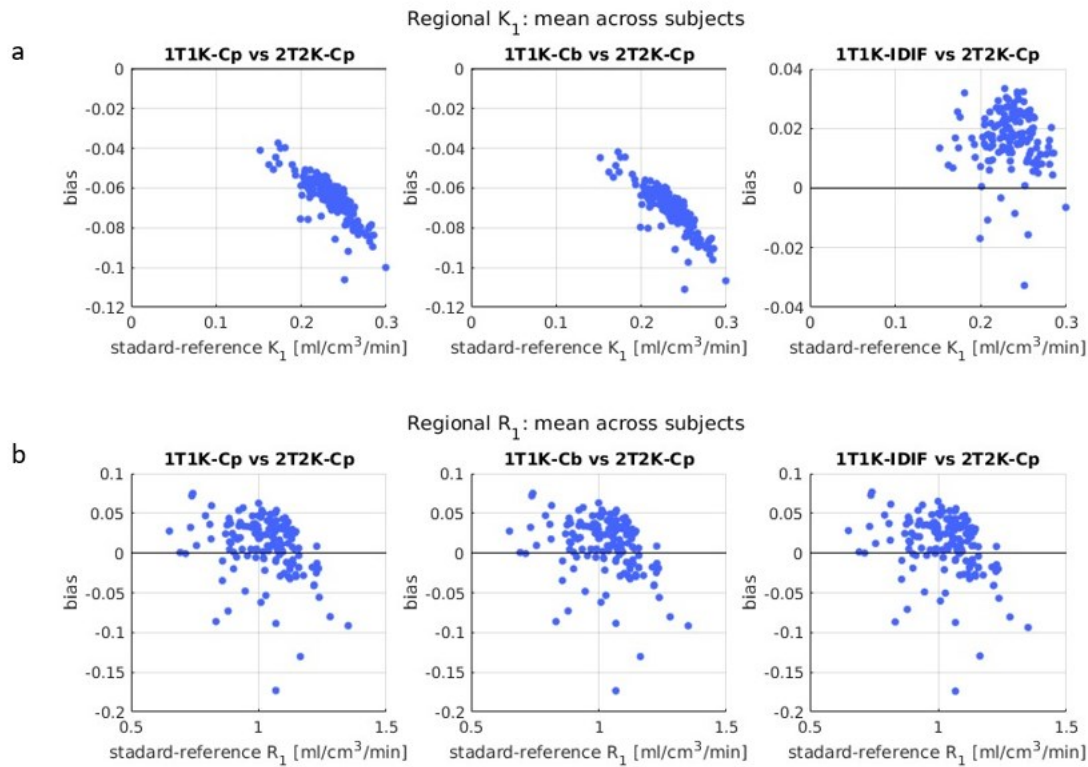 Regional K1: mean across subjects
a
1T1K-Cp vs 2T2K-Cp
1T1K-Cb vs 2T2K-Cp
1T1K-IDIF vs 2T2K-Cp
0
-0.02
-0.04
-0.06
-0.08
-0.1
-0.12
bias
0 0.1 0.2 0.3
stadard-reference K1 [ml/cm3/min]
0
-0.02
-0.04
-0.06
-0.08
-0.1
-0.12
bias
0 0.1 0.2 0.3
stadard-reference K1 [ml/cm3/min]
0.04
0.02
0
-0.02
-0.04
bias
0 0.1 0.2 0.3
stadard-reference K1 [ml/cm3/min]
Regional R1: mean across subjects
b
1T1K-Cp vs 2T2K-Cp
1T1K-Cb vs 2T2K-Cp
1T1K-IDIF vs 2T2K-Cp
0.1
0.05
0
-0.05
-0.1
-0.15
-0.2
bias
0.5 1 1.5
stadard-reference R1 [ml/cm3/min]
0.1
0.05
0
-0.05
-0.1
-0.15
-0.2
bias
0.5 1 1.5
stadard-reference R1 [ml/cm3/min]
0.1
0.05
0
-0.05
-0.1
-0.15
-0.2
bias
0.5 1 1.5
stadard-reference R1 [ml/cm3/min]